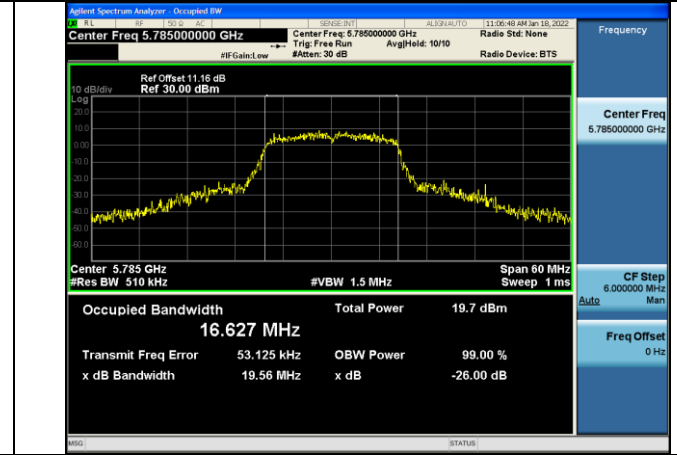 Agilent Spectrum Analyzer - Occupied BW
RL RF 50 Ω AC SENSE:INT ALIGN AUTO 11:06:48 AM Jan 18, 2022
Center Freq 5.785000000 GHz
Center Freq: 5.785000000 GHz
Radio Std: None
Trig: Free Run Avg|Hold: 10/10
#IFGain:Low #Atten: 30 dB Radio Device: BTS
Ref Offset 11.16 dB
10 dB/div Ref 30.00 dBm
Log
20.0
10.0
0.00
-10.0
-20.0
-30.0
-40.0
-50.0
-60.0
Center 5.785 GHz Span 60 MHz
#Res BW 510 kHz #VBW 1.5 MHz Sweep 1 ms
Occupied Bandwidth Total Power 19.7 dBm
16.627 MHz
Transmit Freq Error 53.125 kHz OBW Power 99.00 %
x dB Bandwidth 19.56 MHz x dB -26.00 dB
MSG STATUS
Frequency
Center Freq
5.785000000 GHz
CF Step
6.000000 MHz
Auto Man
Freq Offset
0 Hz